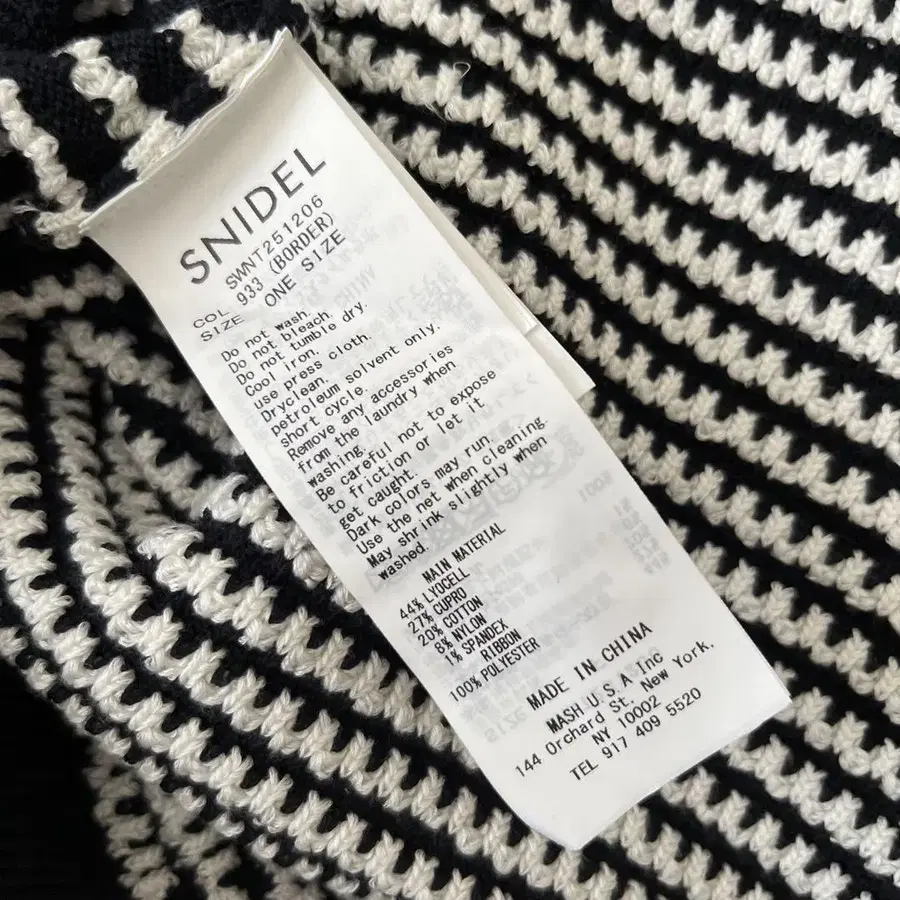 SNIDEL
SWNT251206
COL 933 (BORDER)
SIZE ONE SIZE
Do not wash.
Do not bleach.
Do not tumble dry.
Cool iron.
use press cloth.
Dryclean.
petroleum solvent only.
short cycle.
Remove any accessories
from the laundry when
washing.
Be careful not to expose
to friction or let it
get caught.
Dark colors may run.
Use the net when cleaning.
May shrink slightly when
washed.
MAIN MATERIAL
44% LYOCELL
27% CUPRO
20% COTTON
8% NYLON
1% SPANDEX
RIBBON
100% POLYESTER
MADE IN CHINA
MASH U.S.A Inc
144 Orchard St, New York,
NY 10002
TEL 917 409 5520